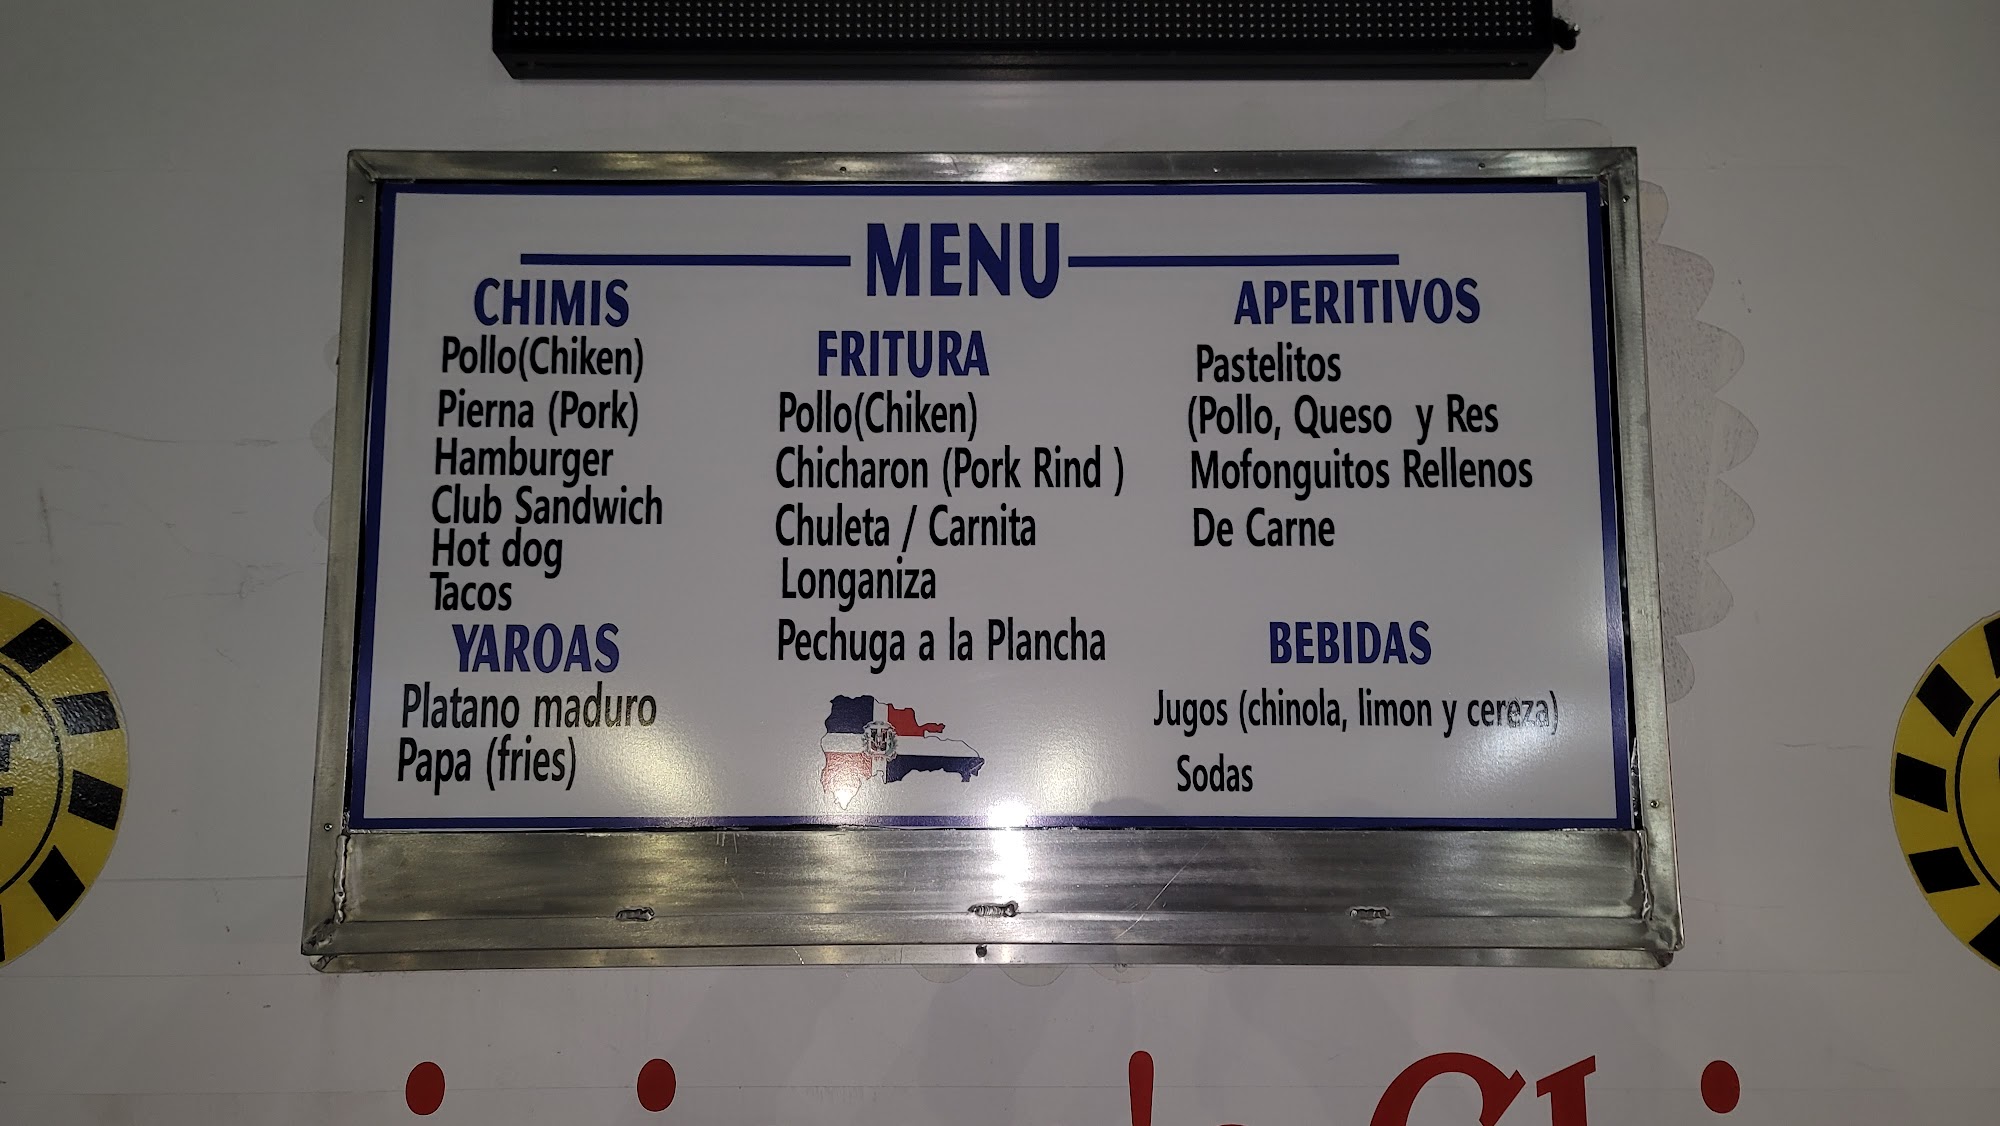 MENU
CHIMIS
Pollo(Chiken)
Pierna (Pork)
Hamburger
Club Sandwich
Hot dog
Tacos
YAROAS
Platano maduro
Papa (fries)
FRITURA
Pollo(Chiken)
Chicharon (Pork Rind )
Chuleta / Carnita
Longaniza
Pechuga a la Plancha
APERITIVOS
Pastelitos
(Pollo, Queso y Res
Mofonguitos Rellenos
De Carne
BEBIDAS
Jugos (chinola, limon y cereza)
Sodas